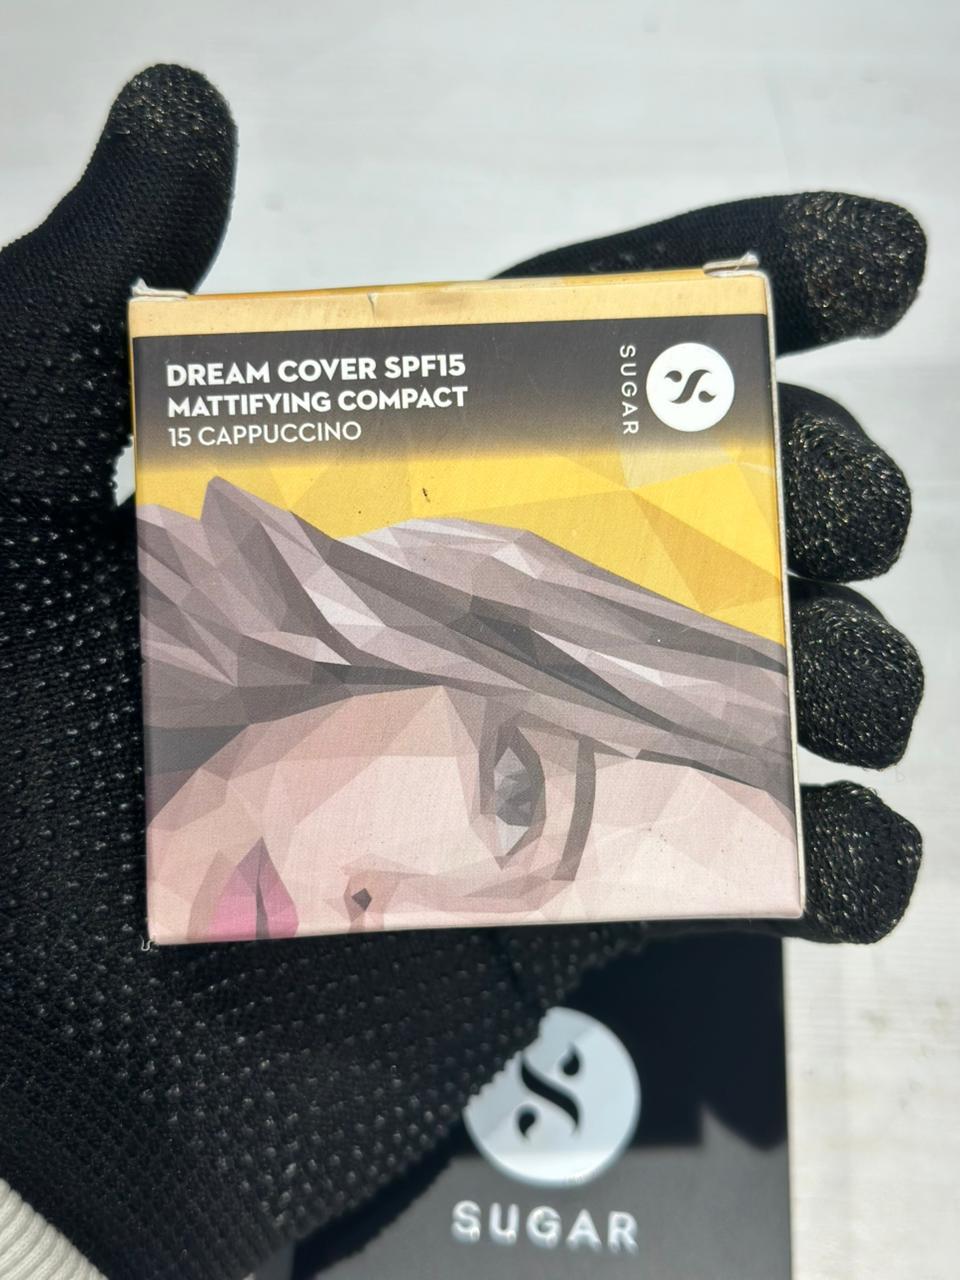 DREAM COVER SPF15
MATTIFYING COMPACT
15 CAPPUCCINO
SUGAR
SUGAR